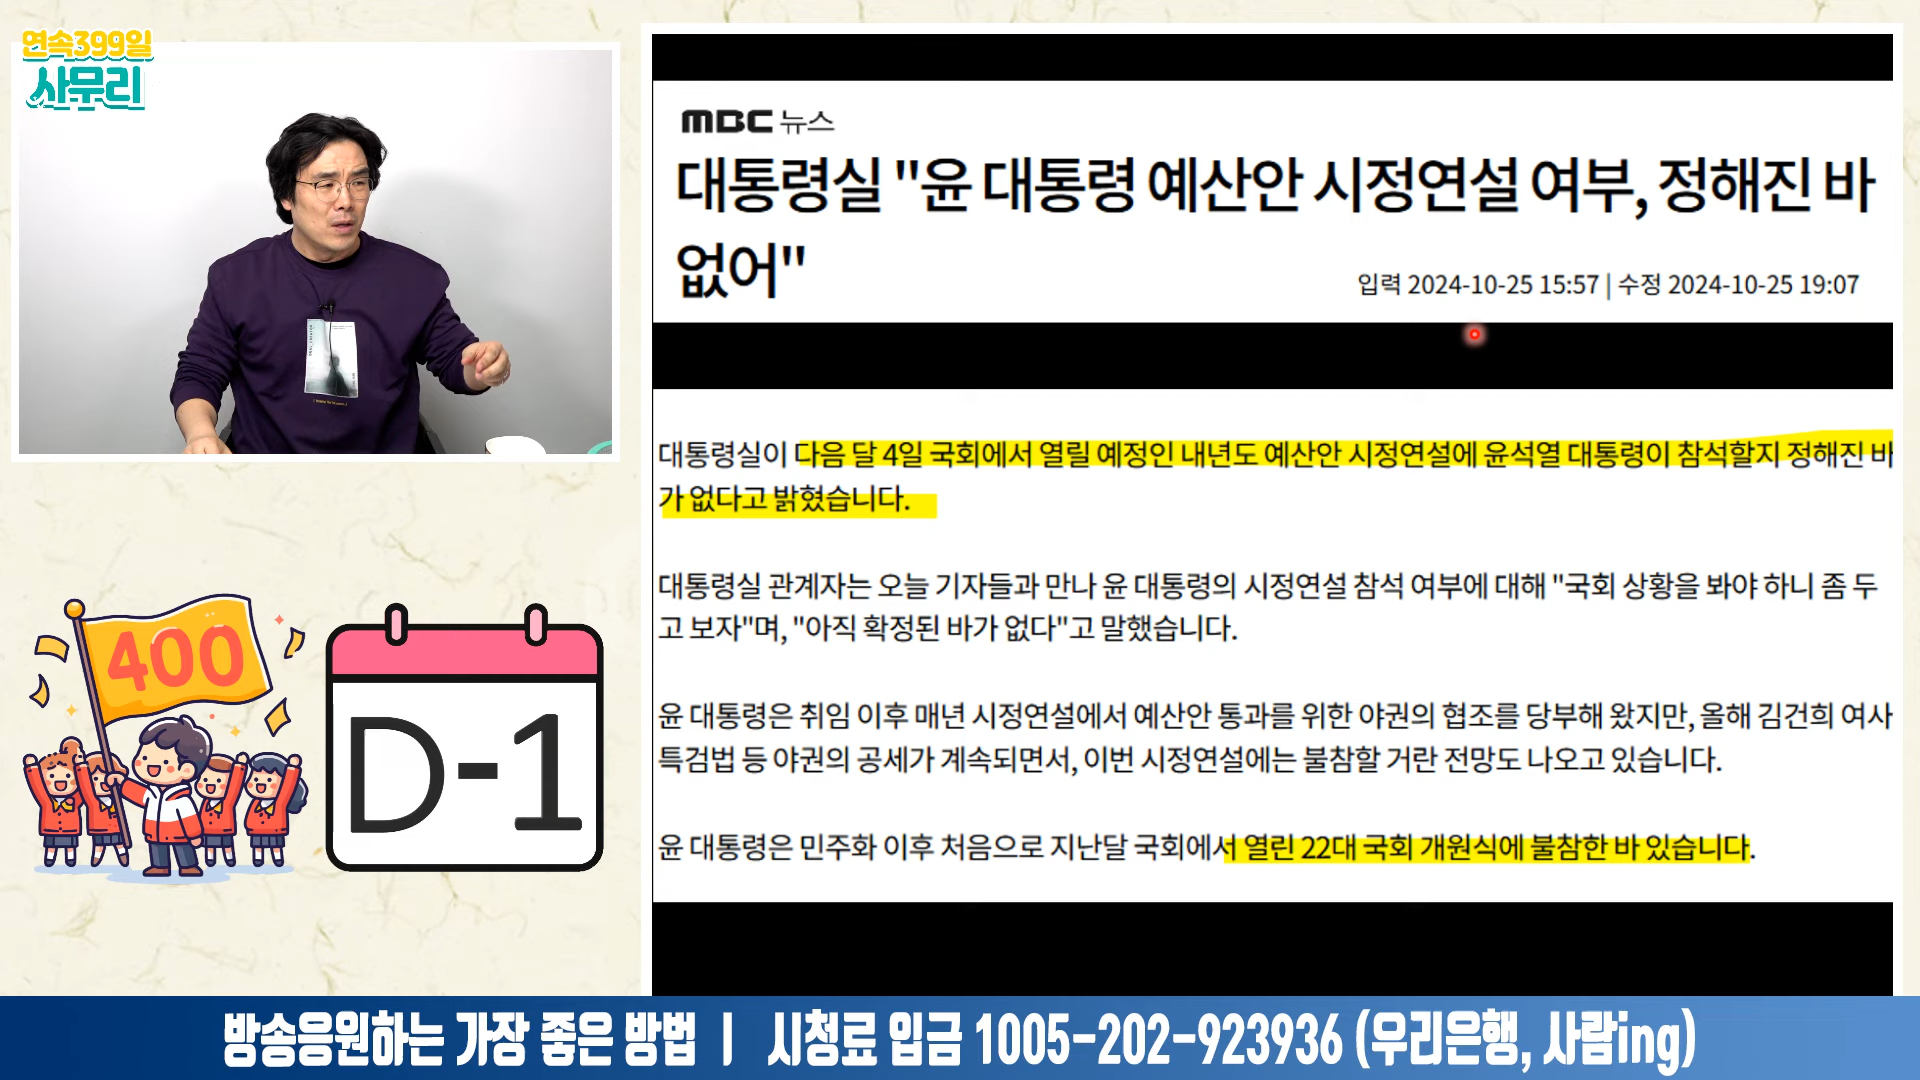 연속399일
사무리
MBC 뉴스
대통령실 "윤 대통령 예산안 시정연설 여부, 정해진 바
없어"
입력 2024-10-25 15:57 | 수정 2024-10-25 19:07
대통령실이 다음 달 4일 국회에서 열릴 예정인 내년도 예산안 시정연설에 윤석열 대통령이 참석할지 정해진 바
가 없다고 밝혔습니다.
대통령실 관계자는 오늘 기자들과 만나 윤 대통령의 시정연설 참석 여부에 대해 "국회 상황을 봐야 하니 좀 두
고 보자"며, "아직 확정된 바가 없다"고 말했습니다.
윤 대통령은 취임 이후 매년 시정연설에서 예산안 통과를 위한 야권의 협조를 당부해 왔지만, 올해 김건희 여사
특검법 등 야권의 공세가 계속되면서, 이번 시정연설에는 불참할 거란 전망도 나오고 있습니다.
윤 대통령은 민주화 이후 처음으로 지난달 국회에서 열린 22대 국회 개원식에 불참한 바 있습니다.
400
D-1
방송응원하는 가장 좋은 방법 | 시청료 입금 1005-202-923936 (우리은행, 사람ing)